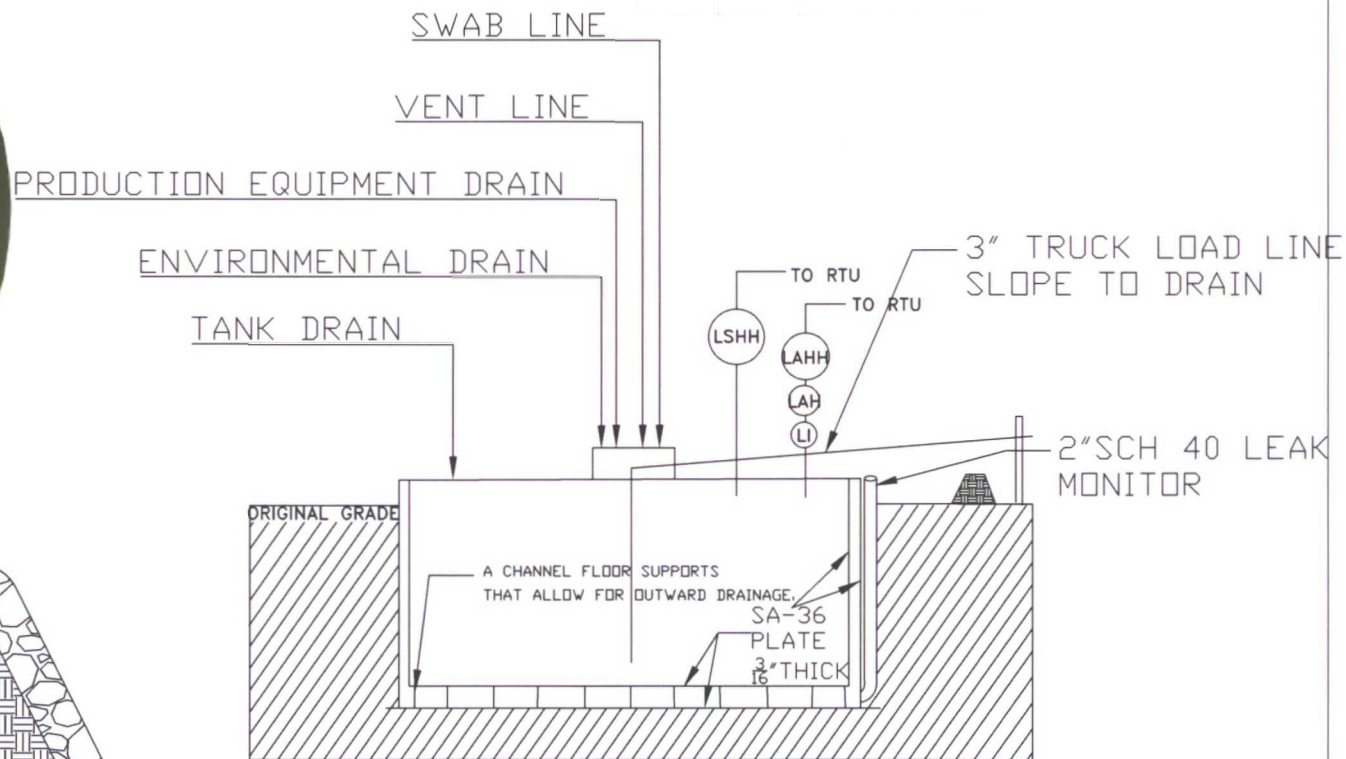 SWAB LINE
VENT LINE
PRODUCTION EQUIPMENT DRAIN
ENVIRONMENTAL DRAIN
TANK DRAIN
TO RTU
TO RTU
3" TRUCK LOAD LINE
SLOPE TO DRAIN
LSHH
LAHH
LAH
LI
2"SCH 40 LEAK
MONITOR
ORIGINAL GRADE
A CHANNEL FLOOR SUPPORTS
THAT ALLOW FOR OUTWARD DRAINAGE.
SA-36
PLATE
3/16"THICK